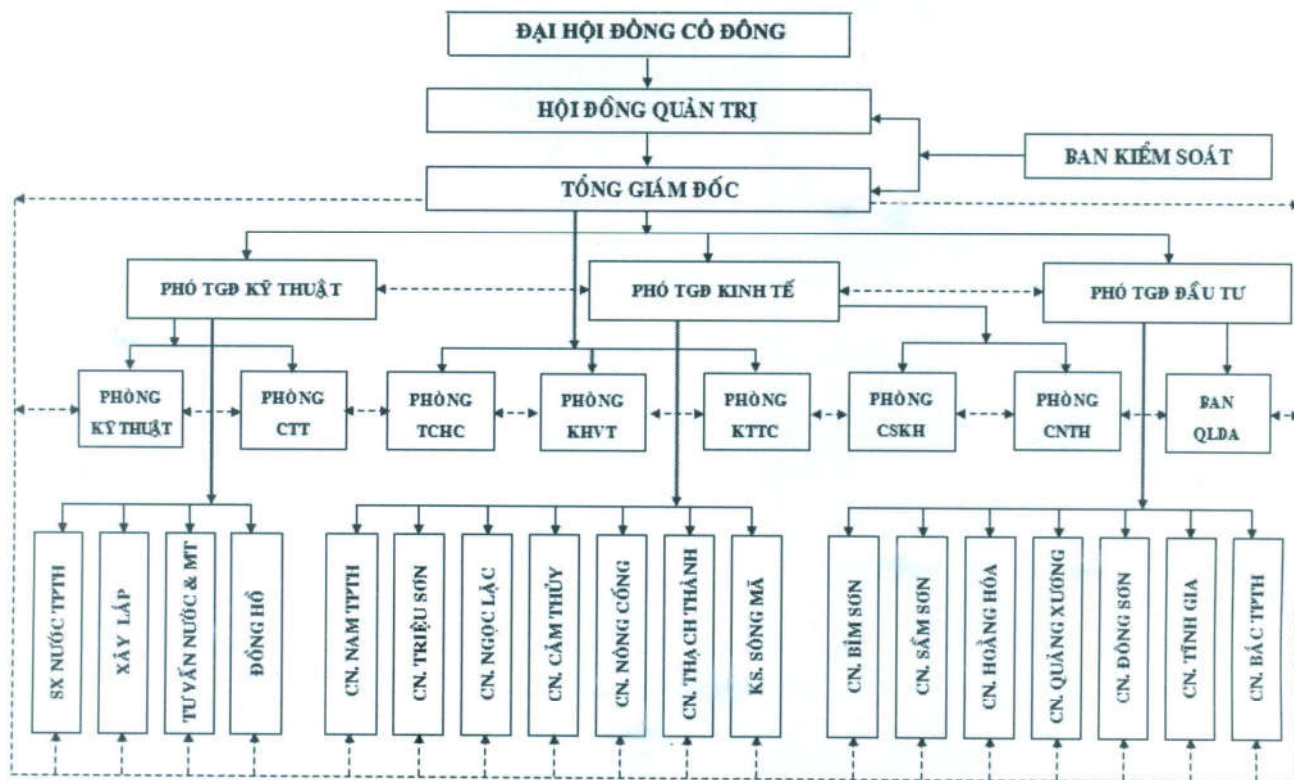 ĐẠI HỘI ĐỒNG CỔ ĐÔNG
HỘI ĐỒNG QUẢN TRỊ
BAN KIỂM SOÁT
TỔNG GIÁM ĐỐC
PHÓ TGĐ KỸ THUẬT
PHÓ TGĐ KINH TẾ
PHÓ TGĐ ĐẦU TƯ
PHÒNG
KỸ THUẬT
PHÒNG
CTT
PHÒNG
TCHC
PHÒNG
KHVT
PHÒNG
KTTC
PHÒNG
CSKH
PHÒNG
CNTH
BAN
QLDA
SX NƯỚC TPTH
XÂY LẮP
TƯ VẤN NƯỚC & MT
ĐỒNG HỒ
CN. NAM TPTH
CN. TRIỆU SƠN
CN. NGỌC LẶC
CN. CẨM THỦY
CN. NÔNG CỐNG
CN. THẠCH THÀNH
KS. SÔNG MÃ
CN. BỈM SƠN
CN. SẦM SƠN
CN. HOẰNG HÓA
CN. QUẢNG XƯƠNG
CN. ĐÔNG SƠN
CN. TĨNH GIA
CN. BẮC TPTH